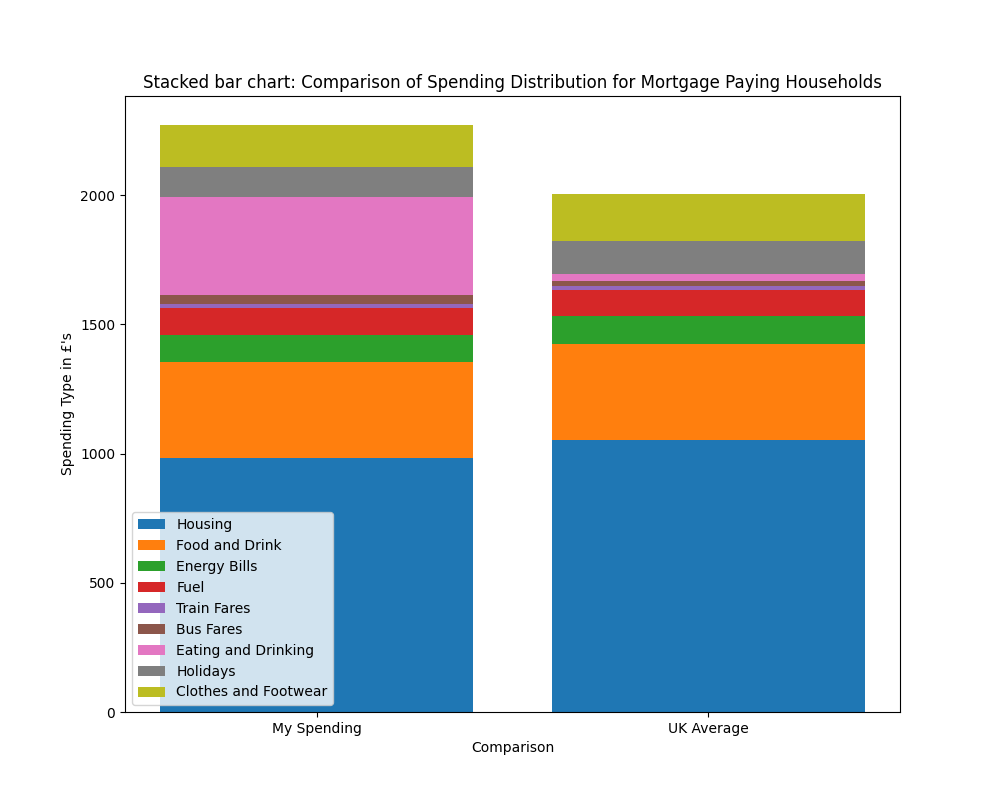 Stacked bar chart: Comparison of Spending Distribution for Mortgage Paying Households
Spending Type in £'s
2000
1500
1000
500
0
Housing
Food and Drink
Energy Bills
Fuel
Train Fares
Bus Fares
Eating and Drinking
Holidays
Clothes and Footwear
My Spending
UK Average
Comparison